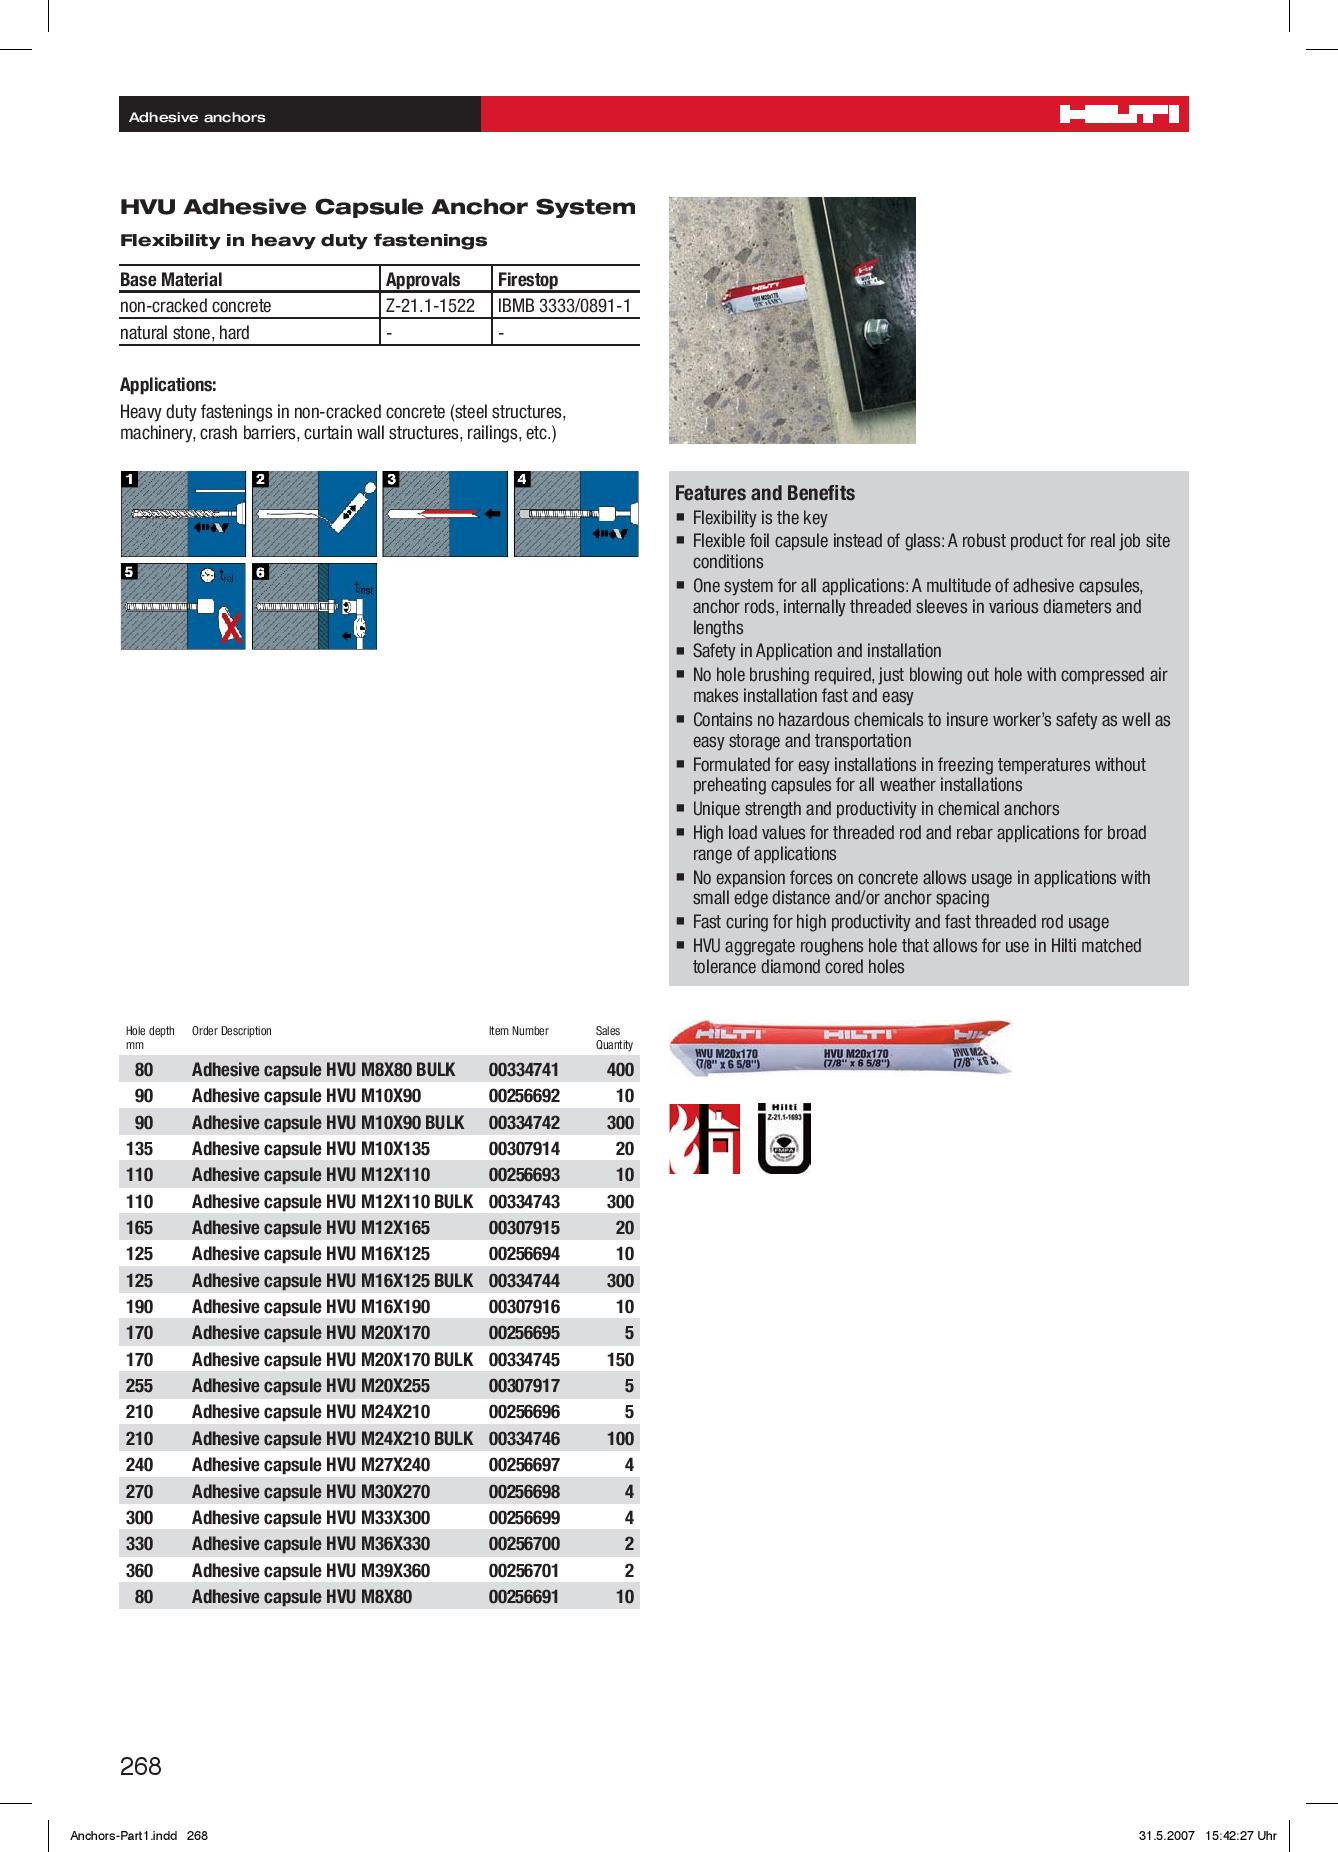 Adhesive anchors
HILTI
HVU Adhesive Capsule Anchor System
Flexibility in heavy duty fastenings
Base Material Approvals Firestop
non-cracked concrete Z-21.1-1522 IBMB 3333/0891-1
natural stone, hard - -
Applications:
Heavy duty fastenings in non-cracked concrete (steel structures,
machinery, crash barriers, curtain wall structures, railings, etc.)
HILTI
HVU M20x170
(7/8" x 6 5/8")
1 2 3 4
5 trel 6 tinst
Features and Benefits
■ Flexibility is the key
■ Flexible foil capsule instead of glass: A robust product for real job site
conditions
■ One system for all applications: A multitude of adhesive capsules,
anchor rods, internally threaded sleeves in various diameters and
lengths
■ Safety in Application and installation
■ No hole brushing required, just blowing out hole with compressed air
makes installation fast and easy
■ Contains no hazardous chemicals to insure worker’s safety as well as
easy storage and transportation
■ Formulated for easy installations in freezing temperatures without
preheating capsules for all weather installations
■ Unique strength and productivity in chemical anchors
■ High load values for threaded rod and rebar applications for broad
range of applications
■ No expansion forces on concrete allows usage in applications with
small edge distance and/or anchor spacing
■ Fast curing for high productivity and fast threaded rod usage
■ HVU aggregate roughens hole that allows for use in Hilti matched
tolerance diamond cored holes
Hole depth Order Description Item Number Sales
mm Quantity
80 Adhesive capsule HVU M8X80 BULK 00334741 400
90 Adhesive capsule HVU M10X90 00256692 10
90 Adhesive capsule HVU M10X90 BULK 00334742 300
135 Adhesive capsule HVU M10X135 00307914 20
110 Adhesive capsule HVU M12X110 00256693 10
110 Adhesive capsule HVU M12X110 BULK 00334743 300
165 Adhesive capsule HVU M12X165 00307915 20
125 Adhesive capsule HVU M16X125 00256694 10
125 Adhesive capsule HVU M16X125 BULK 00334744 300
190 Adhesive capsule HVU M16X190 00307916 10
170 Adhesive capsule HVU M20X170 00256695 5
170 Adhesive capsule HVU M20X170 BULK 00334745 150
255 Adhesive capsule HVU M20X255 00307917 5
210 Adhesive capsule HVU M24X210 00256696 5
210 Adhesive capsule HVU M24X210 BULK 00334746 100
240 Adhesive capsule HVU M27X240 00256697 4
270 Adhesive capsule HVU M30X270 00256698 4
300 Adhesive capsule HVU M33X300 00256699 4
330 Adhesive capsule HVU M36X330 00256700 2
360 Adhesive capsule HVU M39X360 00256701 2
80 Adhesive capsule HVU M8X80 00256691 10
HILTI HILTI HILTI
HVU M20x170 HVU M20x170 HVU M2
(7/8" x 6 5/8") (7/8" x 6 5/8") (7/8" x 6 5
Hilti
Z-21.1-1693
FMPA
268
Anchors-Part1.indd 268 31.5.2007 15:42:27 Uhr